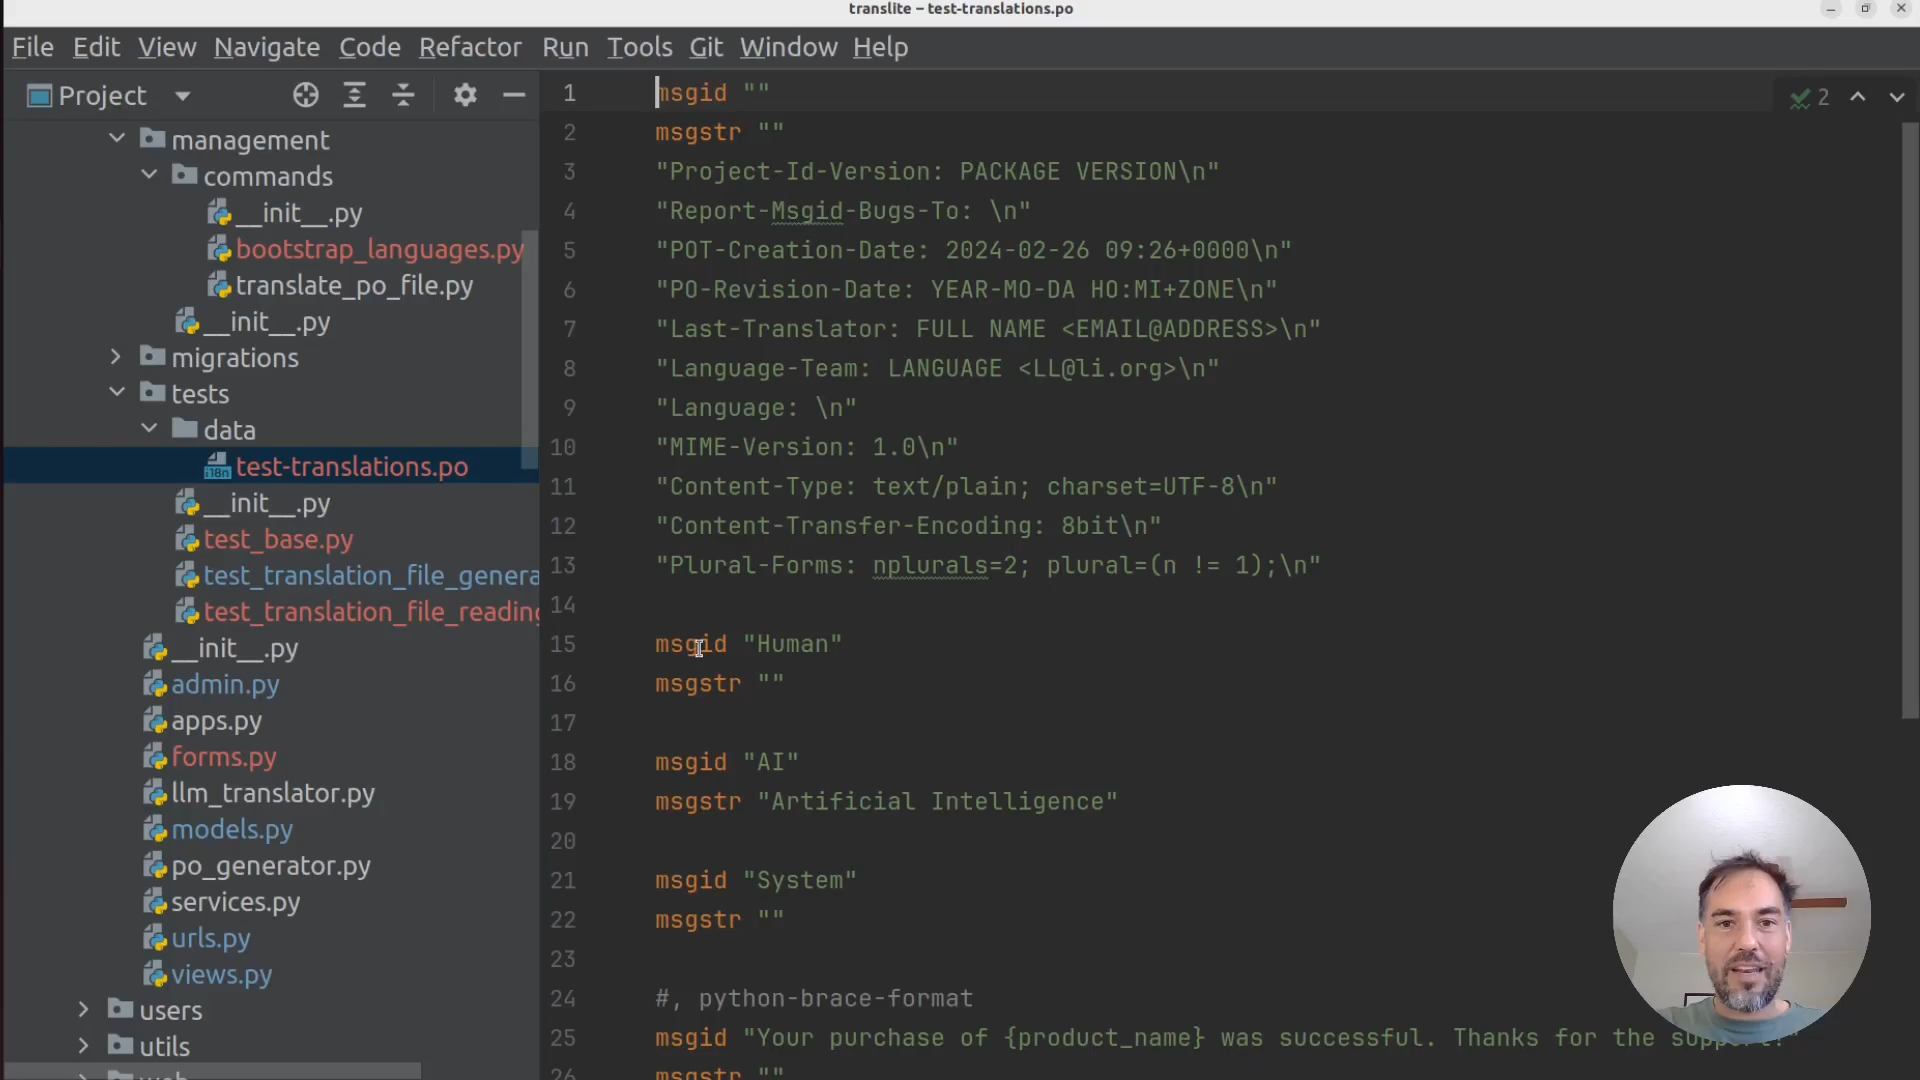 translite – test-translations.po
File Edit View Navigate Code Refactor Run Tools Git Window Help
Project
management
commands
__init__.py
bootstrap_languages.py
translate_po_file.py
__init__.py
migrations
tests
data
i18n test-translations.po
__init__.py
test_base.py
test_translation_file_genera
test_translation_file_reading
__init__.py
admin.py
apps.py
forms.py
llm_translator.py
models.py
po_generator.py
services.py
urls.py
views.py
users
utils
2
1 msgid ""
2 msgstr ""
3 "Project-Id-Version: PACKAGE VERSION\n"
4 "Report-Msgid-Bugs-To: \n"
5 "POT-Creation-Date: 2024-02-26 09:26+0000\n"
6 "PO-Revision-Date: YEAR-MO-DA HO:MI+ZONE\n"
7 "Last-Translator: FULL NAME <EMAIL@ADDRESS>\n"
8 "Language-Team: LANGUAGE <LL@li.org>\n"
9 "Language: \n"
10 "MIME-Version: 1.0\n"
11 "Content-Type: text/plain; charset=UTF-8\n"
12 "Content-Transfer-Encoding: 8bit\n"
13 "Plural-Forms: nplurals=2; plural=(n != 1);\n"
14
15 msgid "Human"
16 msgstr ""
17
18 msgid "AI"
19 msgstr "Artificial Intelligence"
20
21 msgid "System"
22 msgstr ""
23
24 #, python-brace-format
25 msgid "Your purchase of {product_name} was successful. Thanks for the support!"
26 msgstr ""